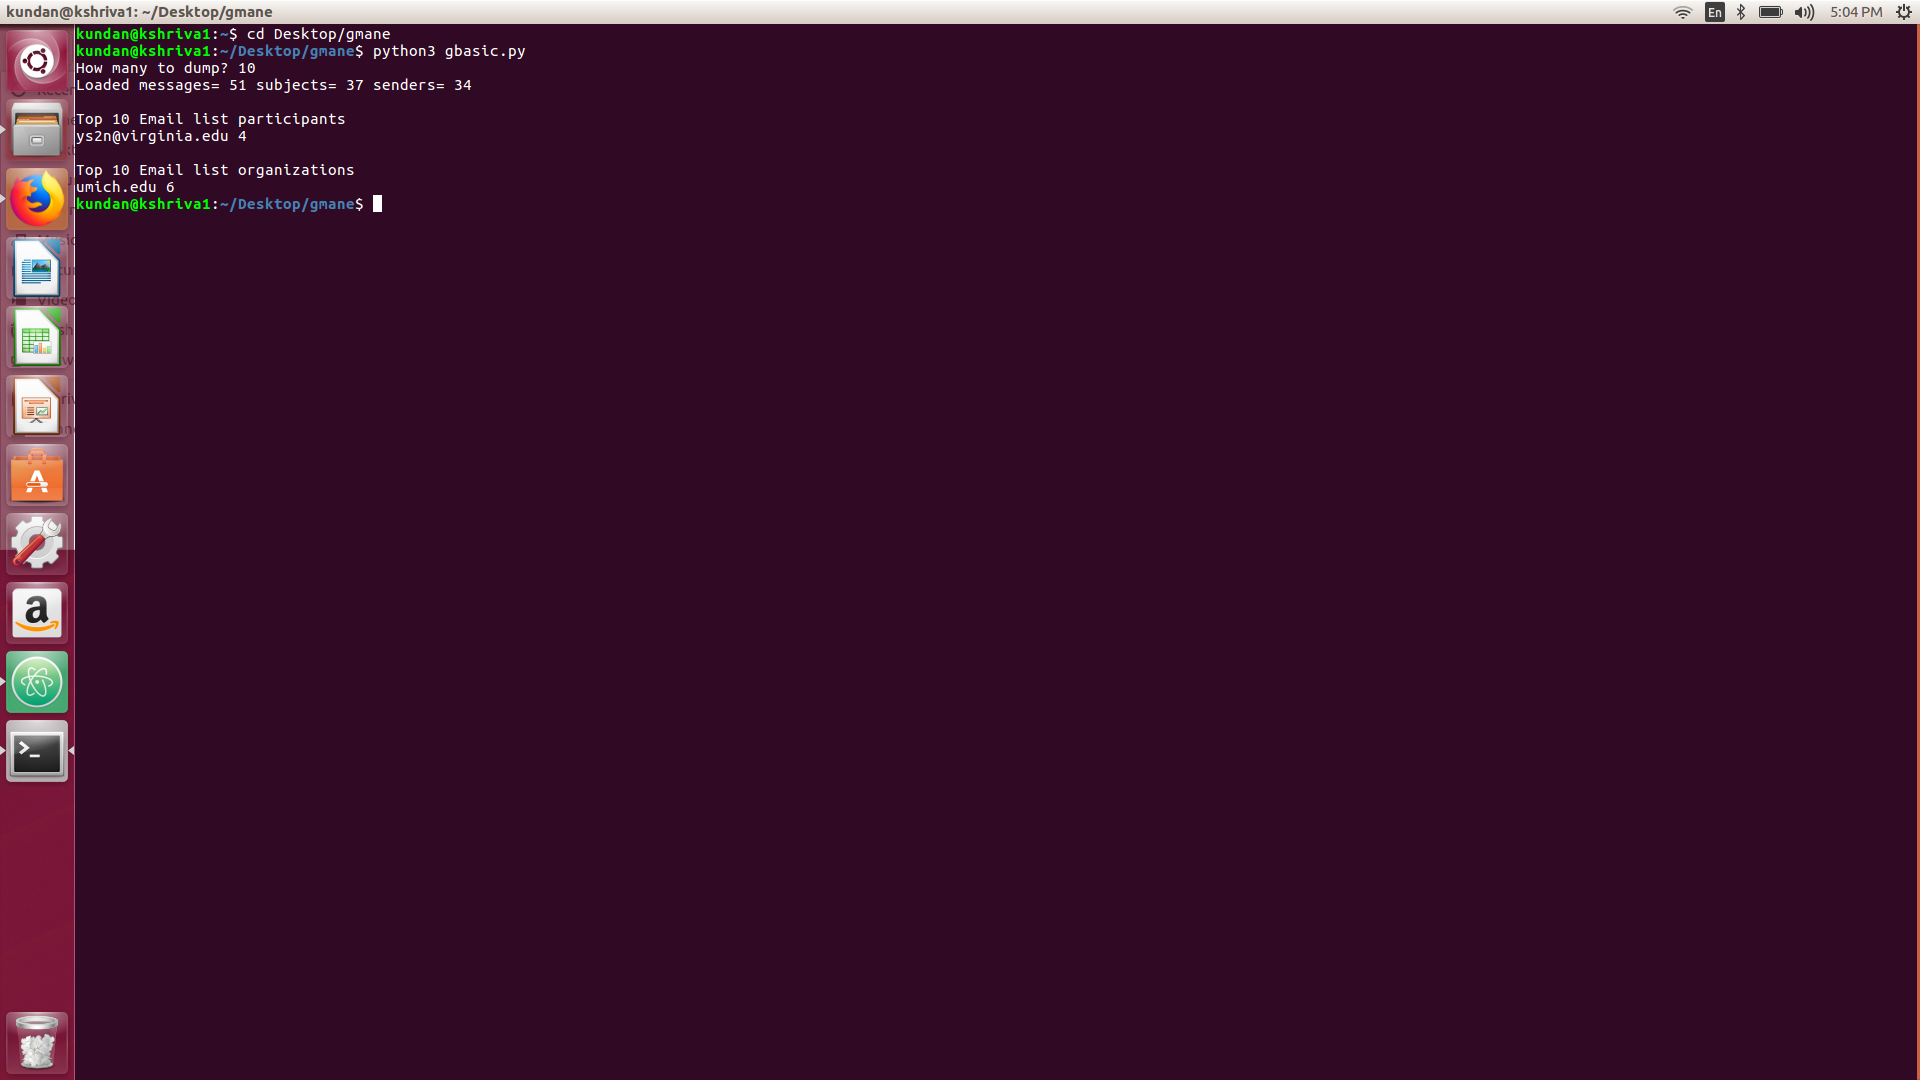 kundan@kshriva1: ~/Desktop/gmane
En
5:04 PM
kundan@kshriva1:~$ cd Desktop/gmane
kundan@kshriva1:~/Desktop/gmane$ python3 gbasic.py
How many to dump? 10
Loaded messages= 51 subjects= 37 senders= 34
Top 10 Email list participants
ys2n@virginia.edu 4
Top 10 Email list organizations
umich.edu 6
kundan@kshriva1:~/Desktop/gmane$